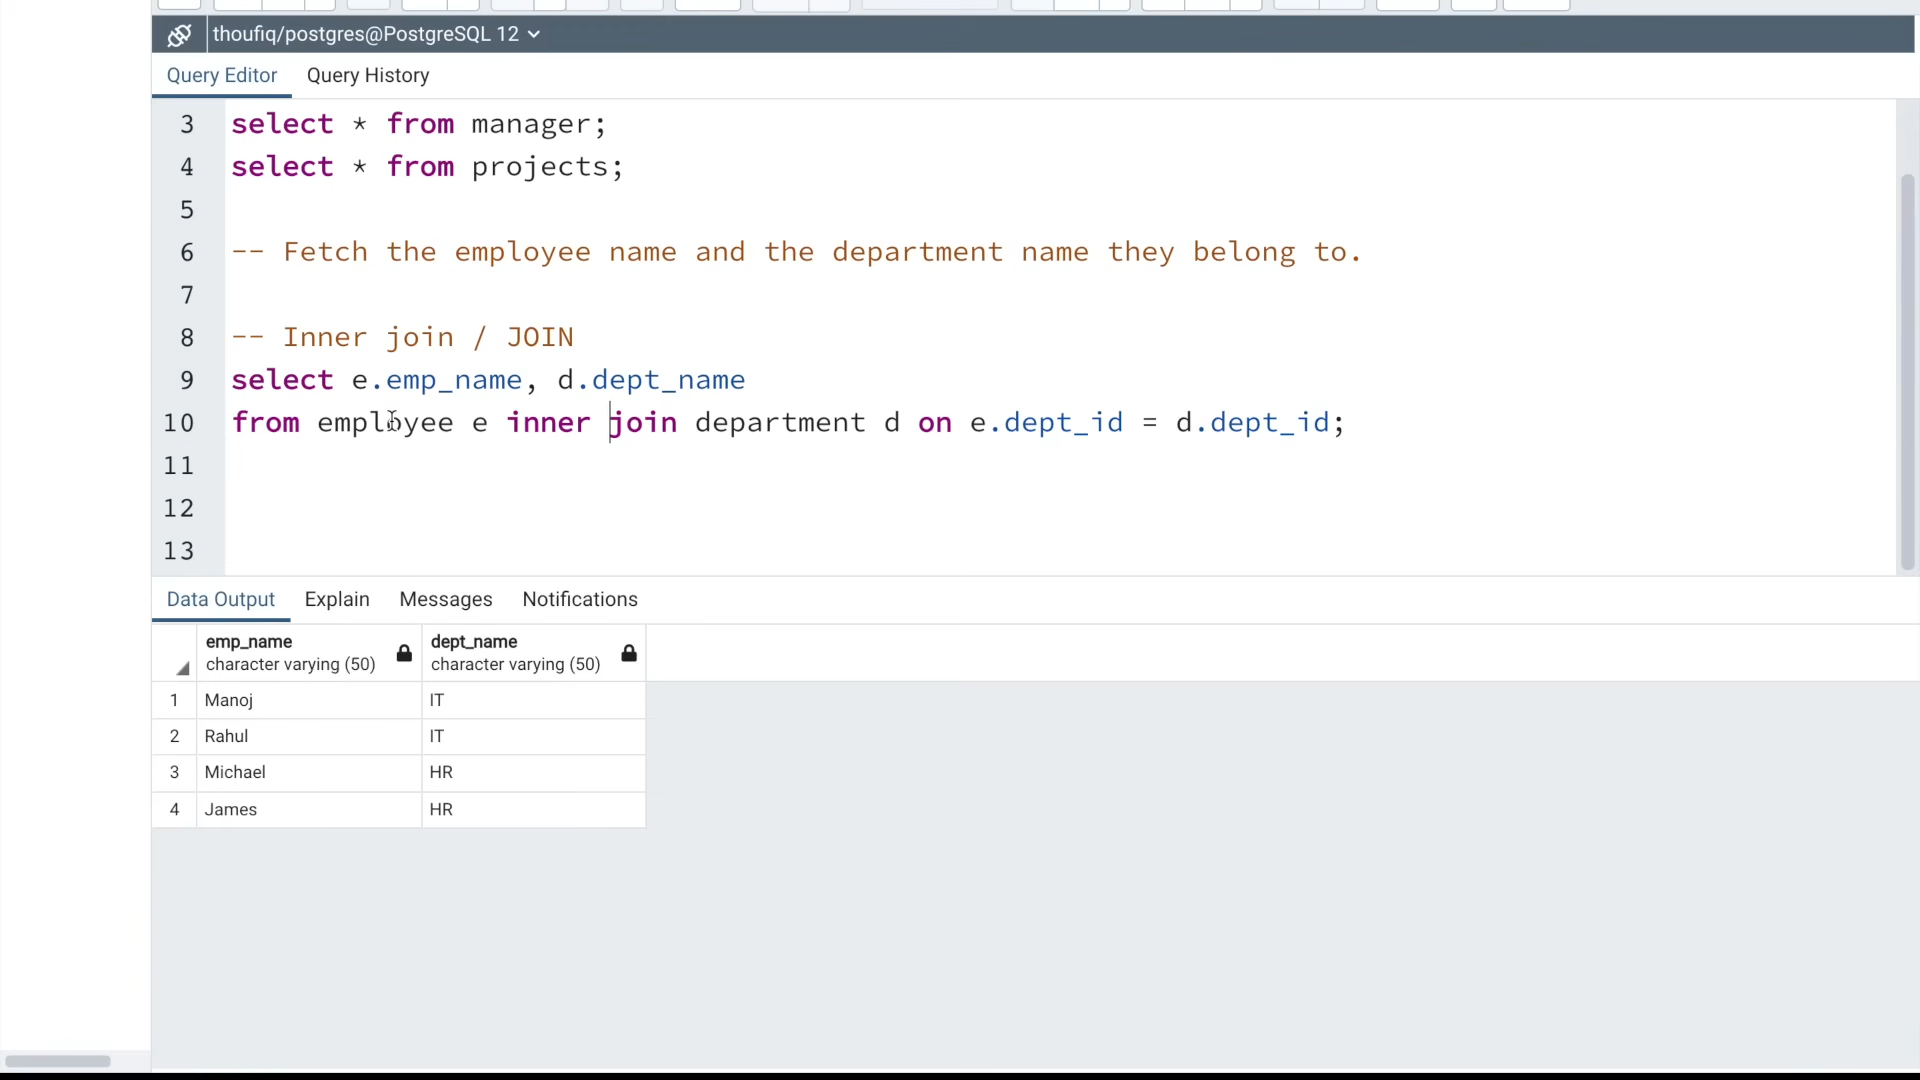 thoufiq/postgres@PostgreSQL 12
Query Editor Query History
3 select * from manager;
4 select * from projects;
5
6 -- Fetch the employee name and the department name they belong to.
7
8 -- Inner join / JOIN
9 select e.emp_name, d.dept_name
10 from employee e inner join department d on e.dept_id = d.dept_id;
11
12
13
Data Output Explain Messages Notifications
emp_name dept_name
character varying (50) character varying (50)
1 Manoj IT
2 Rahul IT
3 Michael HR
4 James HR